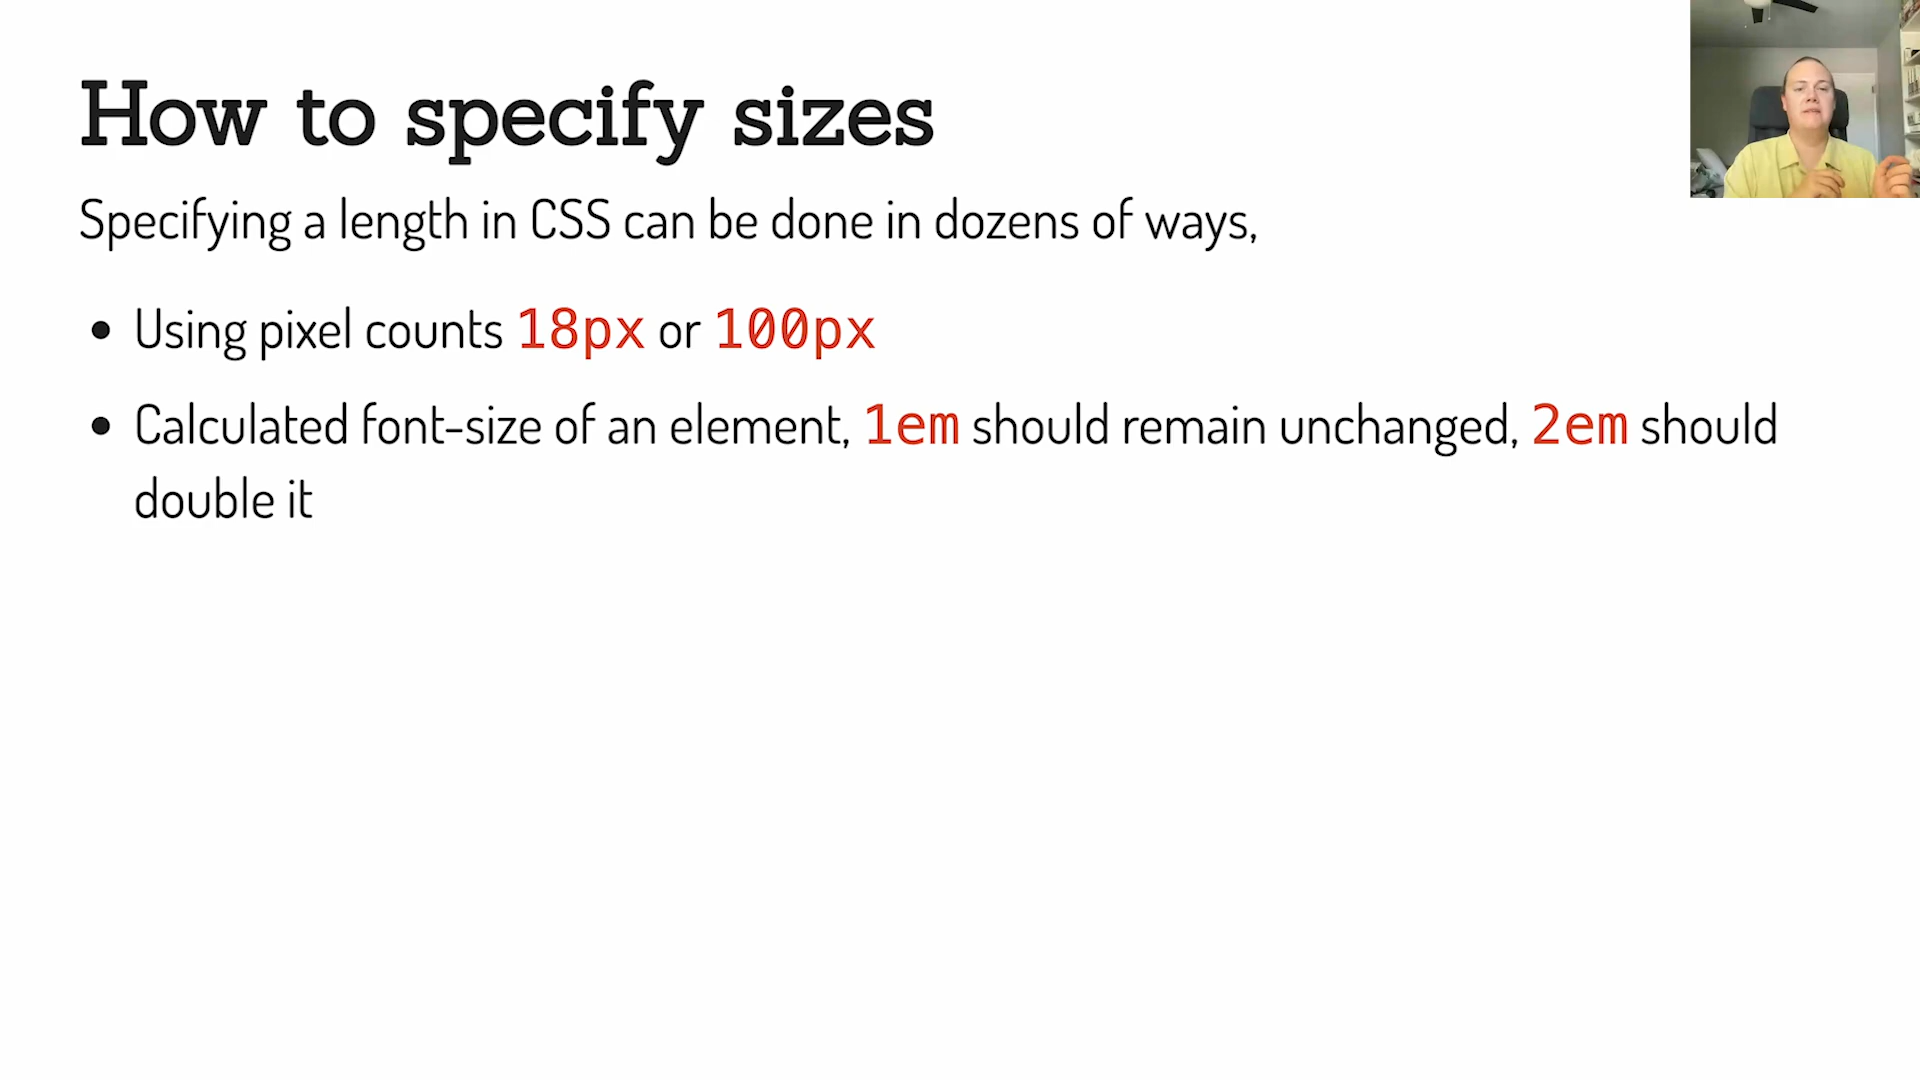 How to specify sizes
Specifying a length in CSS can be done in dozens of ways,
• Using pixel counts 18px or 100px
• Calculated font-size of an element, 1em should remain unchanged, 2em should
double it